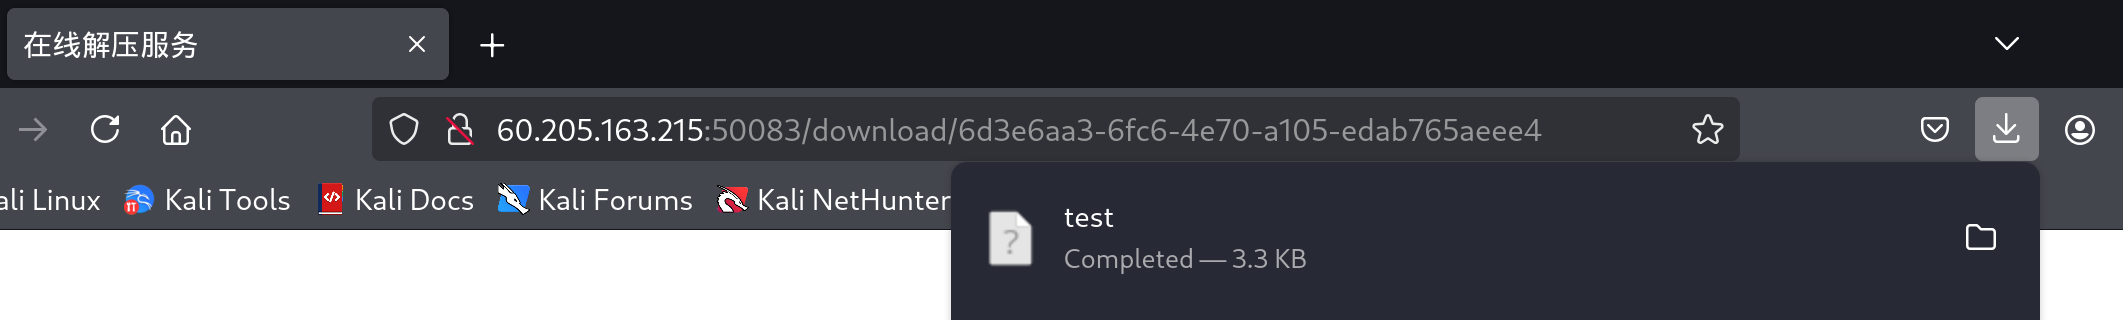 在线解压服务
60.205.163.215:50083/download/6d3e6aa3-6fc6-4e70-a105-edab765aeee4
ali Linux Kali Tools Kali Docs Kali Forums Kali NetHunter
test
Completed — 3.3 KB